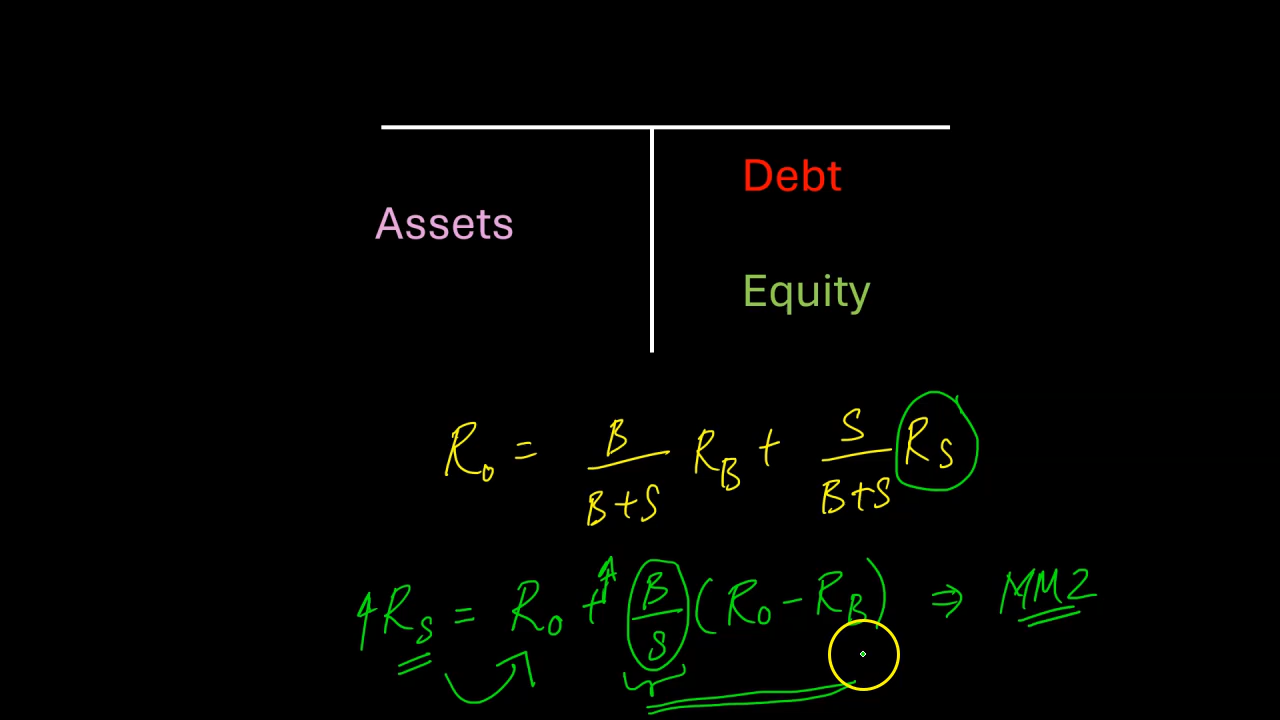 Debt
Assets
Equity
R₀ = B/(B+S) R_B + S/(B+S) R_S
↑R_S = R₀ + ↑ B/S (R₀ - R_B) ⇒ MM2